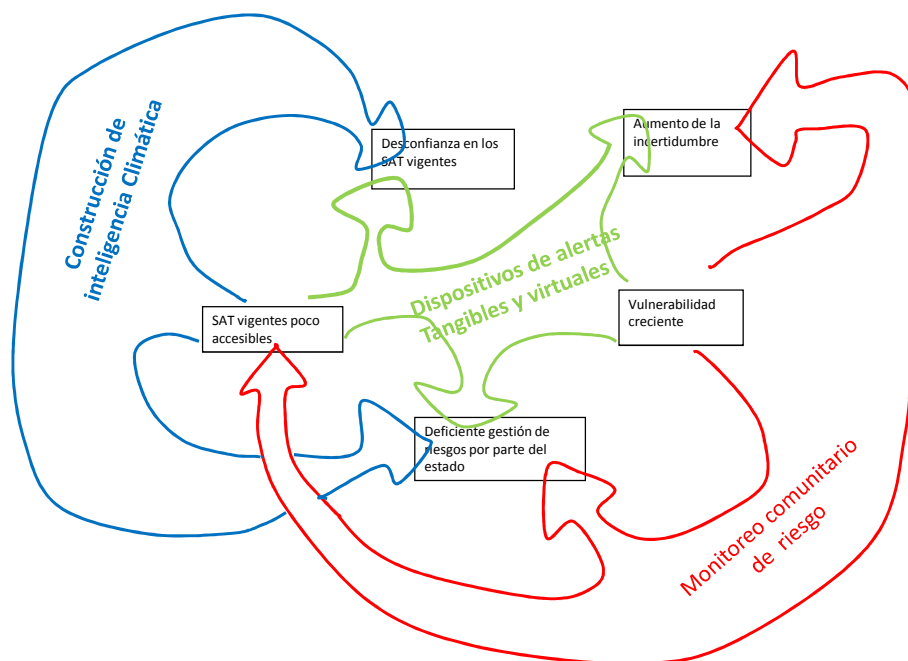 Construcción de
inteligencia Climática
Desconfianza en los
SAT vigentes
Aumento de la
incertidumbre
Dispositivos de alertas
Tangibles y virtuales
SAT vigentes poco
accesibles
Vulnerabilidad
creciente
Deficiente gestión de
riesgos por parte del
estado
Monitoreo comunitario
de riesgo